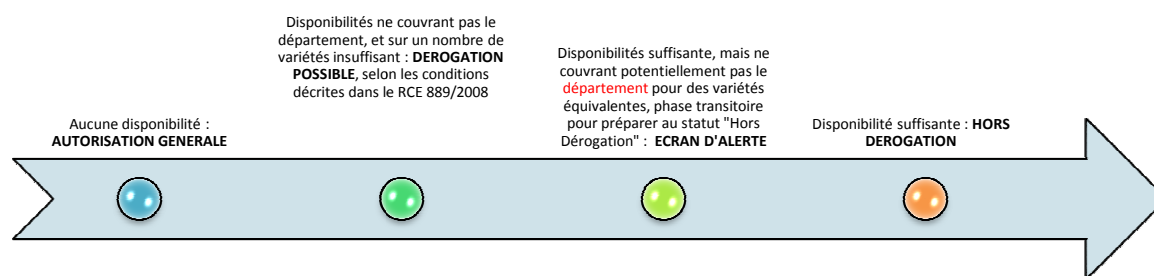 Aucune disponibilité :
AUTORISATION GENERALE
Disponibilités ne couvrant pas le
département, et sur un nombre de
variétés insuffisant : DEROGATION
POSSIBLE, selon les conditions
décrites dans le RCE 889/2008
Disponibilités suffisante, mais ne
couvrant potentiellement pas le
département pour des variétés
équivalentes, phase transitoire
pour préparer au statut "Hors
Dérogation" : ECRAN D'ALERTE
Disponibilité suffisante : HORS
DEROGATION